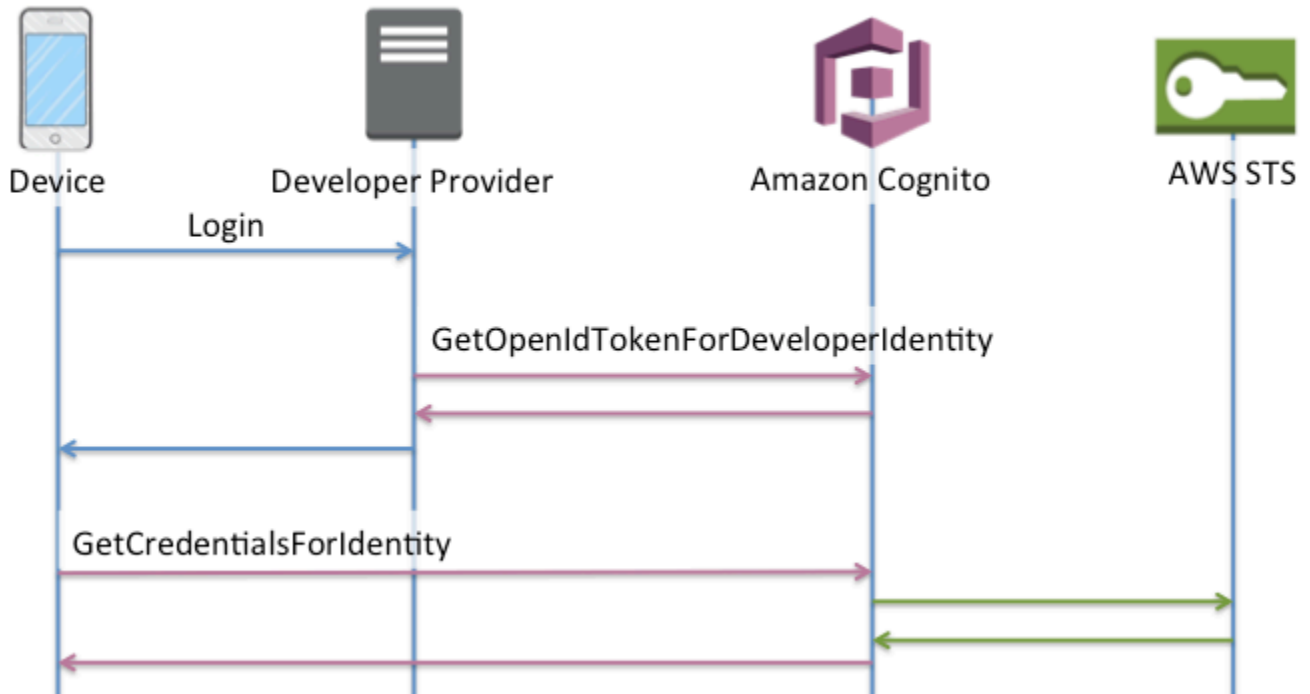 Device
Developer Provider
Amazon Cognito
AWS STS
Login
GetOpenIdTokenForDeveloperIdentity
GetCredentialsForIdentity